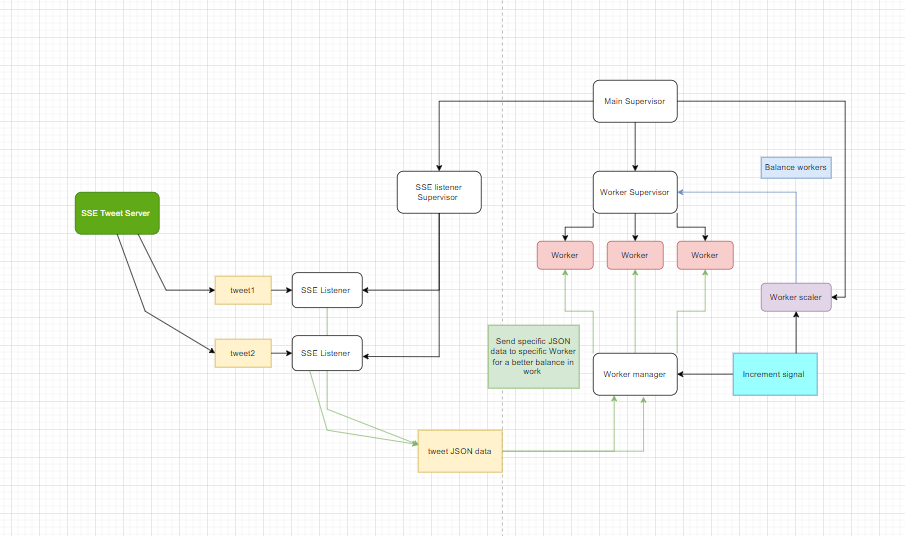 Main Supervisor
Balance workers
SSE listener
Supervisor
Worker Supervisor
SSE Tweet Server
Worker
Worker
Worker
tweet1
SSE Listener
Worker scaler
tweet2
SSE Listener
Send specific JSON
data to specific Worker
for a better balance in
work
Worker manager
Increment signal
tweet JSON data